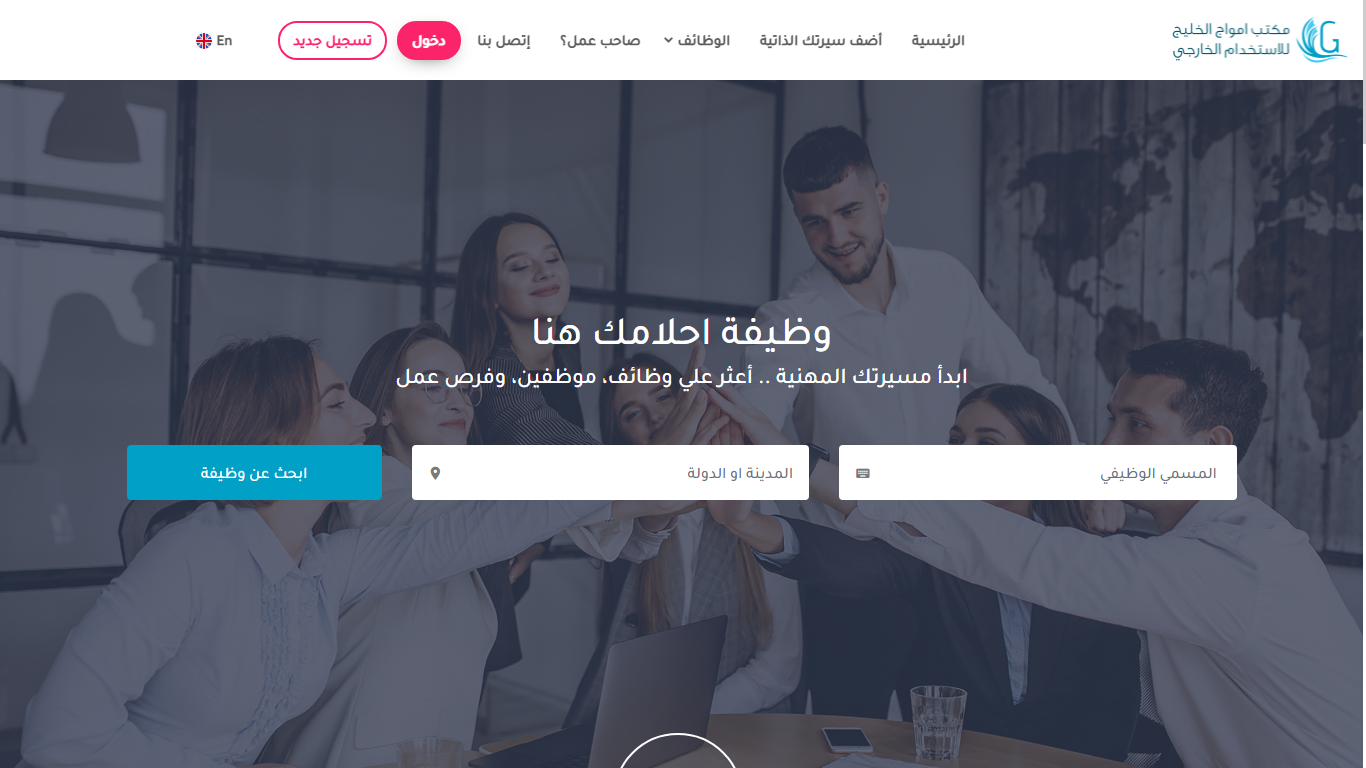 مكتب امواج الخليج
للاستخدام الخارجي
الرئيسية
أضف سيرتك الذاتية
الوظائف
صاحب عمل؟
إتصل بنا
دخول
تسجيل جديد
En
وظيفة احلامك هنا
ابدأ مسيرتك المهنية .. أعثر علي وظائف، موظفين، وفرص عمل
المسمي الوظيفي
المدينة او الدولة
ابحث عن وظيفة